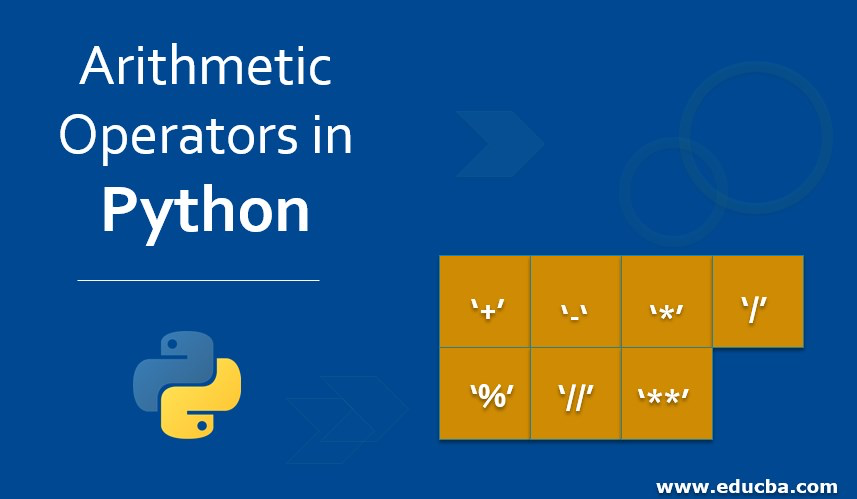 Arithmetic
Operators in
Python
‘+’ ‘-‘ ‘*’ ‘/’
‘%’ ‘//’ ‘**’
www.educba.com